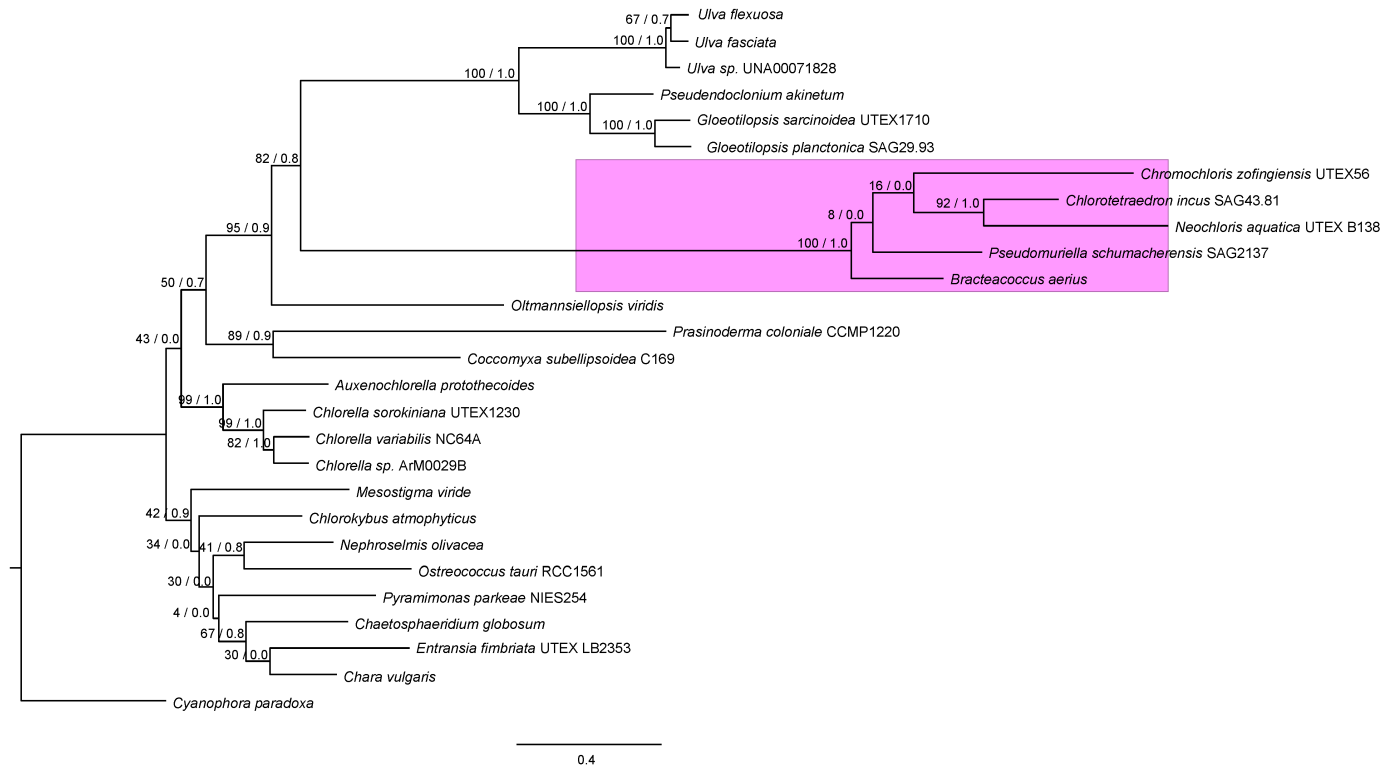 67 / 0.7
Ulva flexuosa
100 / 1.0
Ulva fasciata
Ulva sp. UNA00071828
100 / 1.0
Pseudendoclonium akinetum
100 / 1.0
Gloeotilopsis sarcinoidea UTEX1710
100 / 1.0
Gloeotilopsis planctonica SAG29.93
82 / 0.8
Chromochloris zofingiensis UTEX56
16 / 0.0
Chlorotetraedron incus SAG43.81
92 / 1.0
Neochloris aquatica UTEX B138
8 / 0.0
100 / 1.0
Pseudomuriella schumacherensis SAG2137
Bracteacoccus aerius
95 / 0.9
Oltmannsiellopsis viridis
50 / 0.7
Prasinoderma coloniale CCMP1220
89 / 0.9
Coccomyxa subellipsoidea C169
43 / 0.0
Auxenochlorella protothecoides
99 / 1.0
Chlorella sorokiniana UTEX1230
99 / 1.0
Chlorella variabilis NC64A
82 / 1.0
Chlorella sp. ArM0029B
Mesostigma viride
42 / 0.9
Chlorokybus atmophyticus
34 / 0.0
Nephroselmis olivacea
41 / 0.8
Ostreococcus tauri RCC1561
30 / 0.0
Pyramimonas parkeae NIES254
4 / 0.0
Chaetosphaeridium globosum
67 / 0.8
Entransia fimbriata UTEX LB2353
30 / 0.0
Chara vulgaris
Cyanophora paradoxa
0.4